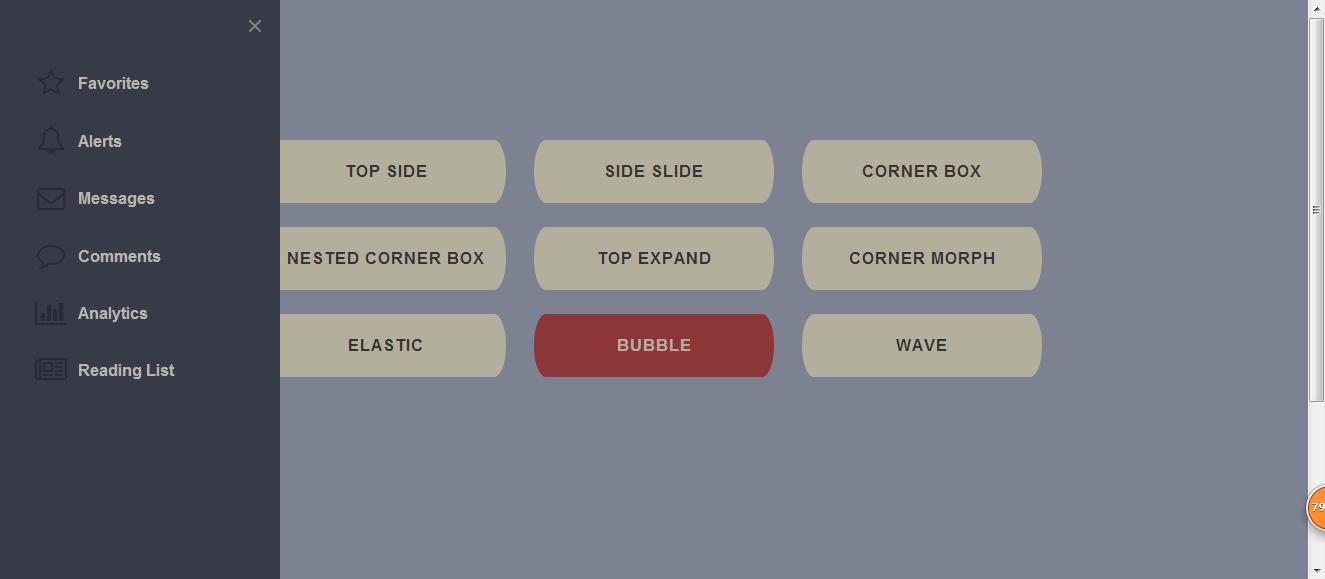 Favorites
Alerts
Messages
Comments
Analytics
Reading List
TOP SIDE
SIDE SLIDE
CORNER BOX
NESTED CORNER BOX
TOP EXPAND
CORNER MORPH
ELASTIC
BUBBLE
WAVE
79